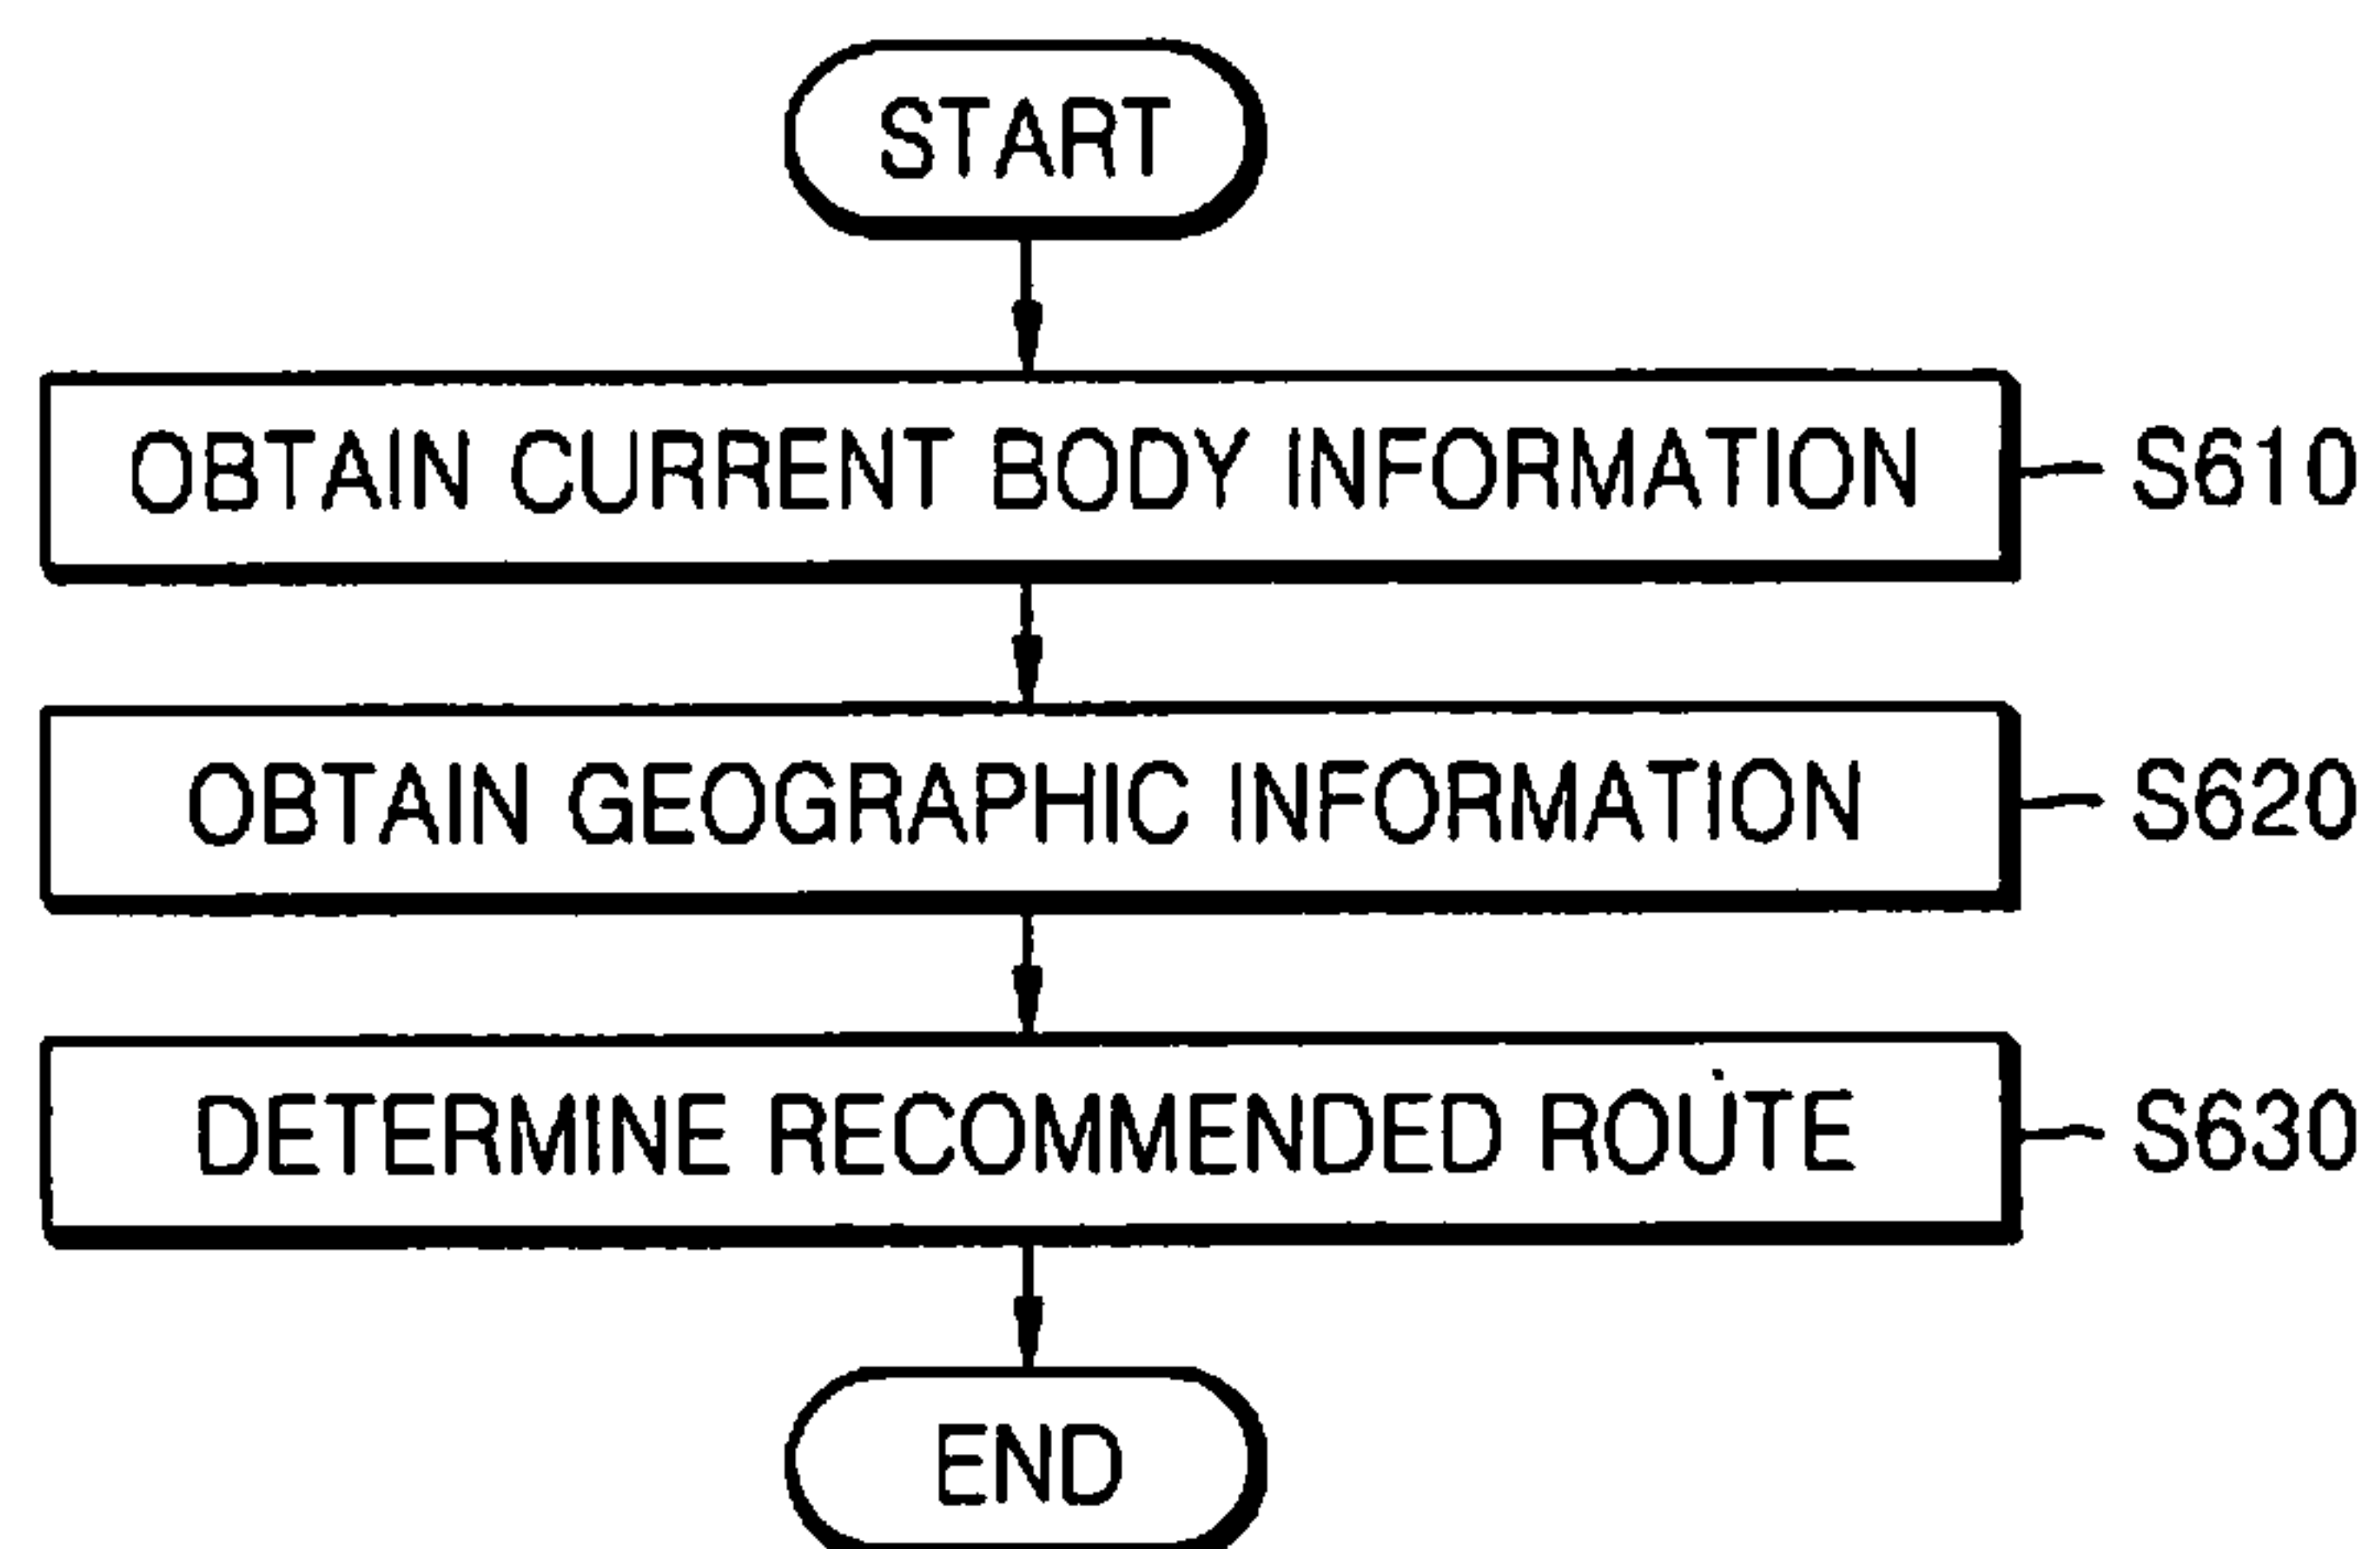 START
OBTAIN CURRENT BODY INFORMATION S610
OBTAIN GEOGRAPHIC INFORMATION S620
DETERMINE RECOMMENDED ROUTE S630
END